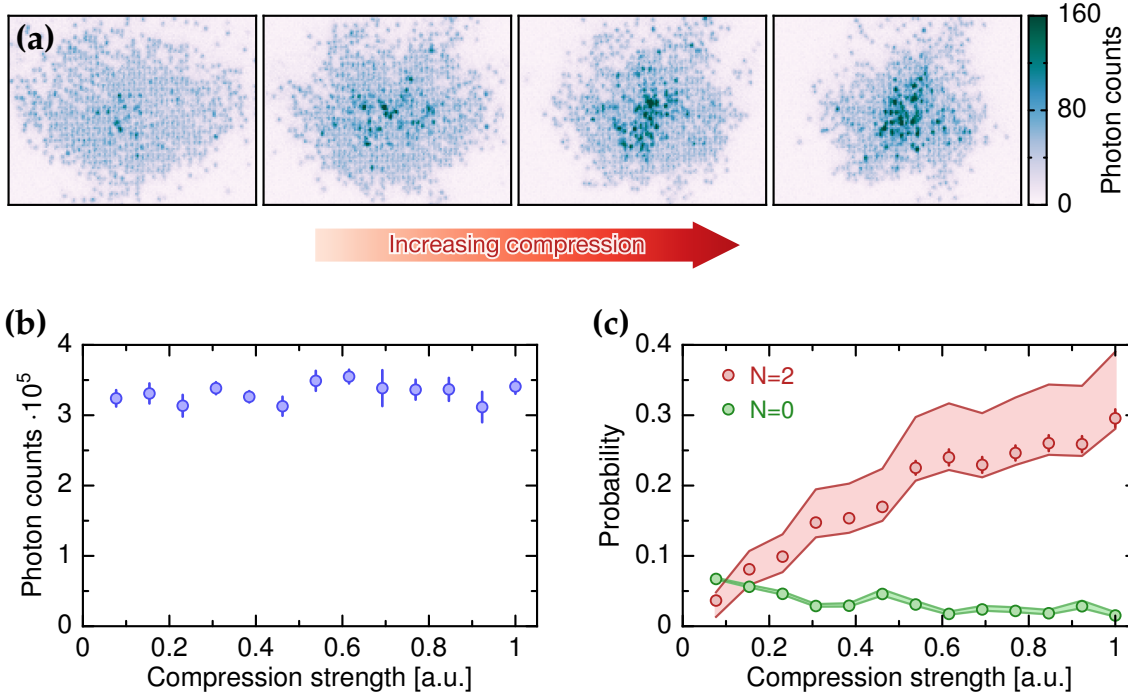 (a)
160
80
0
Photon counts
Increasing compression
(b)
4
3
2
1
0
Photon counts ·10⁵
0 0.2 0.4 0.6 0.8 1
Compression strength [a.u.]
(c)
0.4
0.3
0.2
0.1
0
Probability
N=2
N=0
0 0.2 0.4 0.6 0.8 1
Compression strength [a.u.]